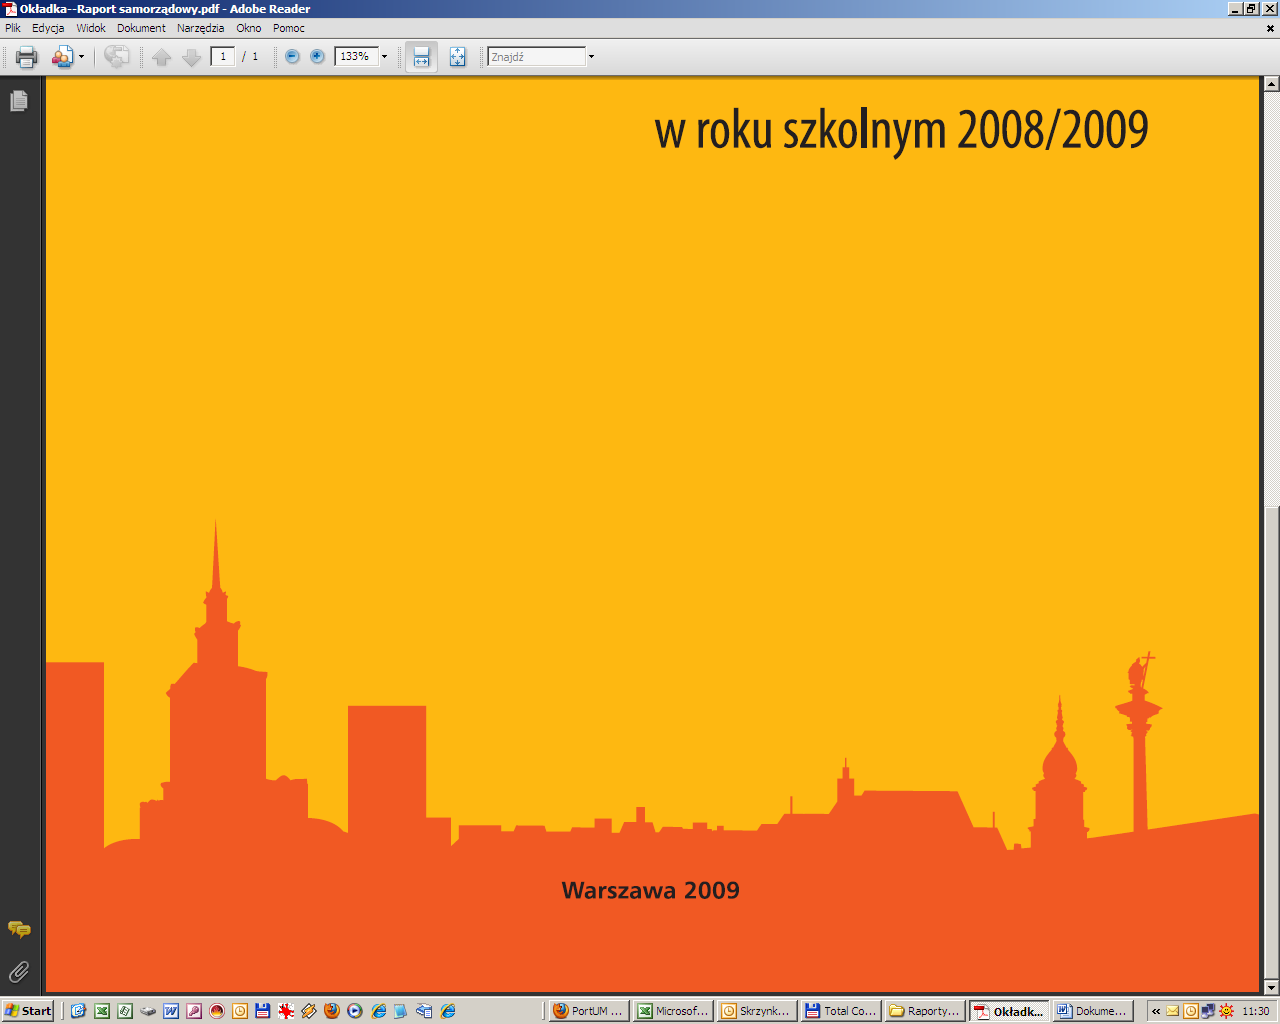 Okładka--Raport samorządowy.pdf - Adobe Reader
Plik Edycja Widok Dokument Narzędzia Okno Pomoc
1 / 1 133% Znajdź
w roku szkolnym 2008/2009
Warszawa 2009
Start PortUM ... Microsof... Skrzynk... Total Co... Raporty... Okładk... Dokume... « 11:30